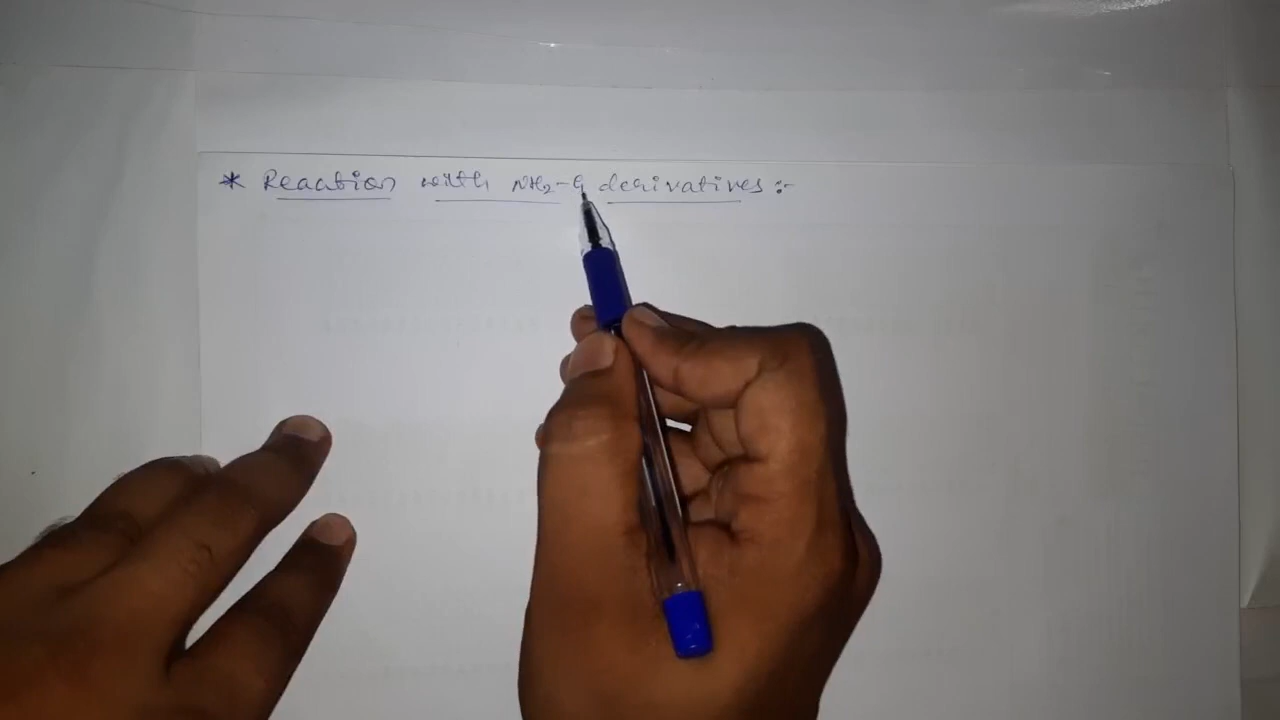 * Reaction with NH2-G derivatives :-